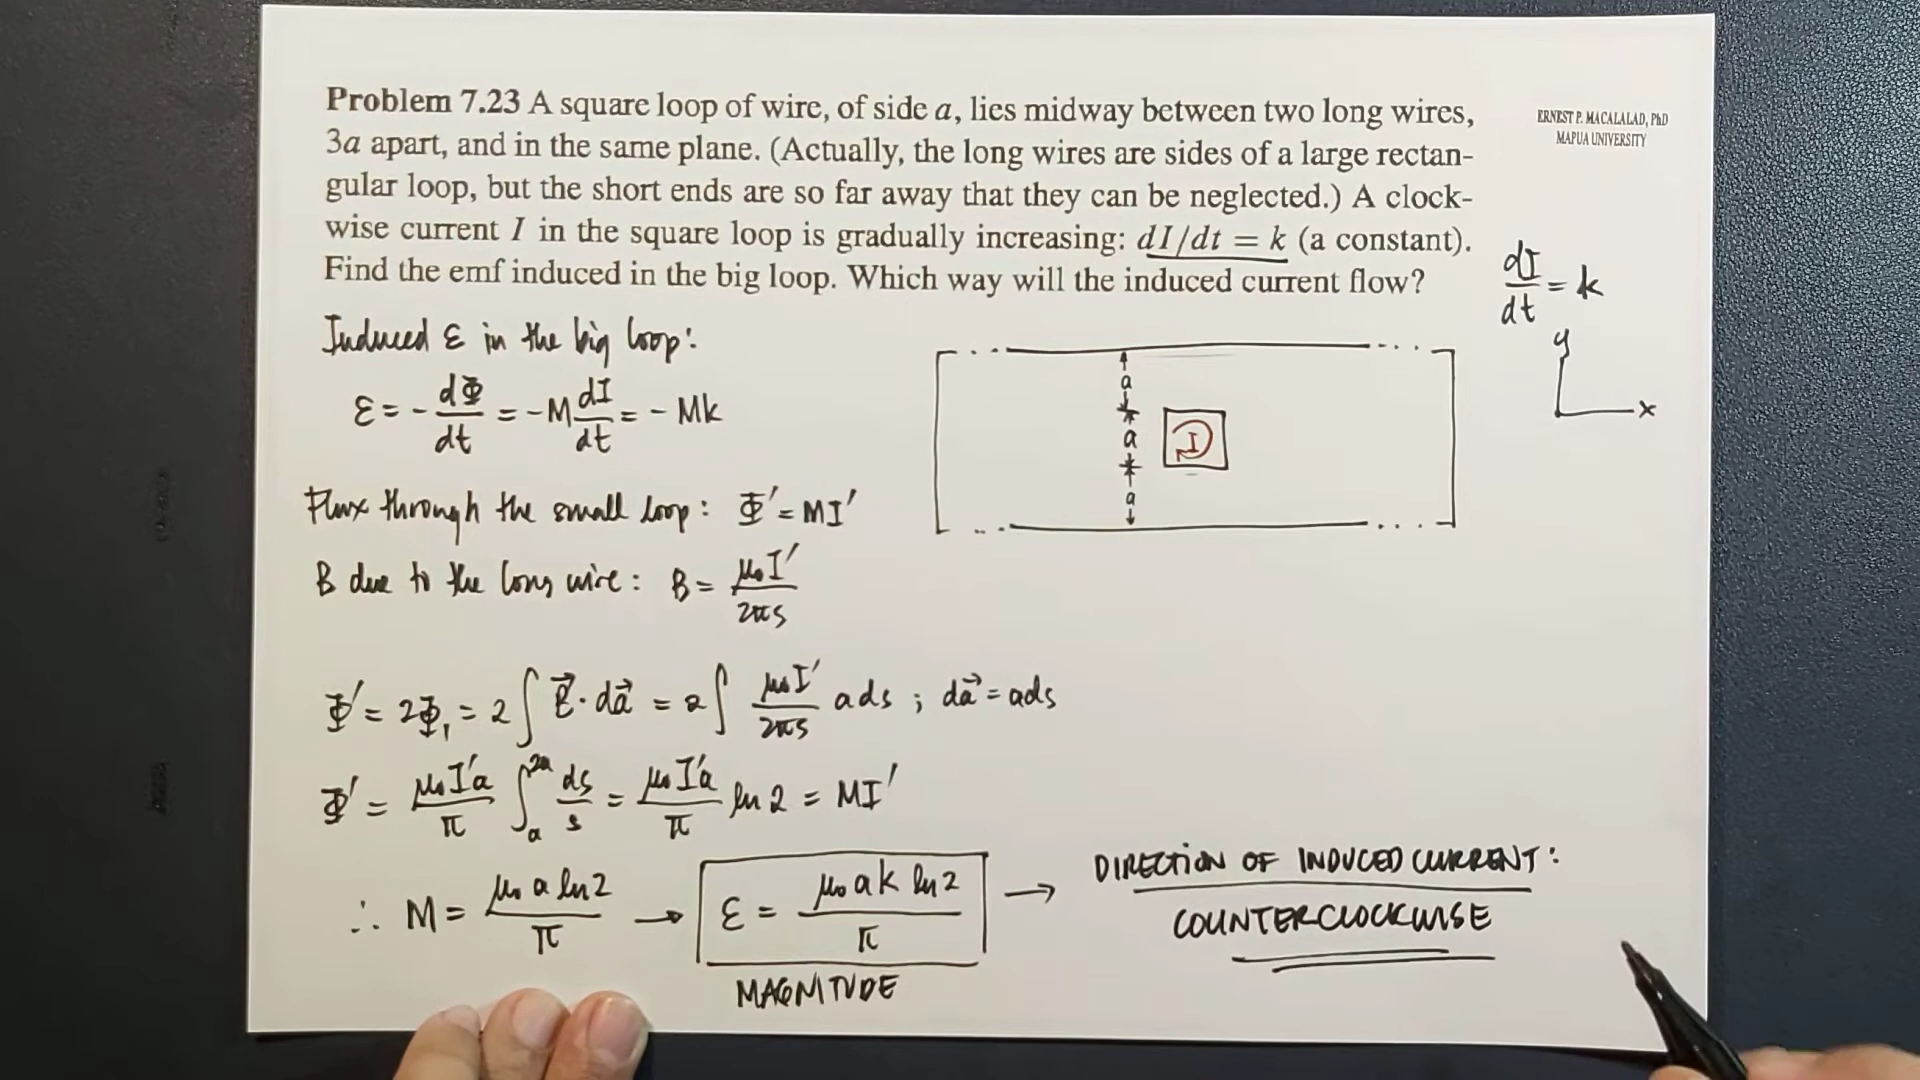 Problem 7.23 A square loop of wire, of side a, lies midway between two long wires,
3a apart, and in the same plane. (Actually, the long wires are sides of a large rectan-
gular loop, but the short ends are so far away that they can be neglected.) A clock-
wise current I in the square loop is gradually increasing: dI/dt = k (a constant).
Find the emf induced in the big loop. Which way will the induced current flow?
ERNEST P. MACALALAD, PhD
MAPUA UNIVERSITY
dI/dt = k
y
x
Induced ε in the big loop:
ε = - dΦ/dt = -M dI/dt = - Mk
a
a
a
I
Flux through the small loop: Φ' = MI'
B due to the long wire: B = μ₀I'/2πs
Φ' = 2Φ₁ = 2∫B⃗·da⃗ = 2∫ μ₀I'/2πs ads ; da⃗ = ads
Φ' = μ₀I'a/π ∫ₐ²ᵃ ds/s = μ₀I'a/π ln 2 = MI'
∴ M = μ₀ a ln2/π → ε = μ₀ a k ln 2/π →
MAGNITUDE
DIRECTION OF INDUCED CURRENT:
COUNTERCLOCKWISE